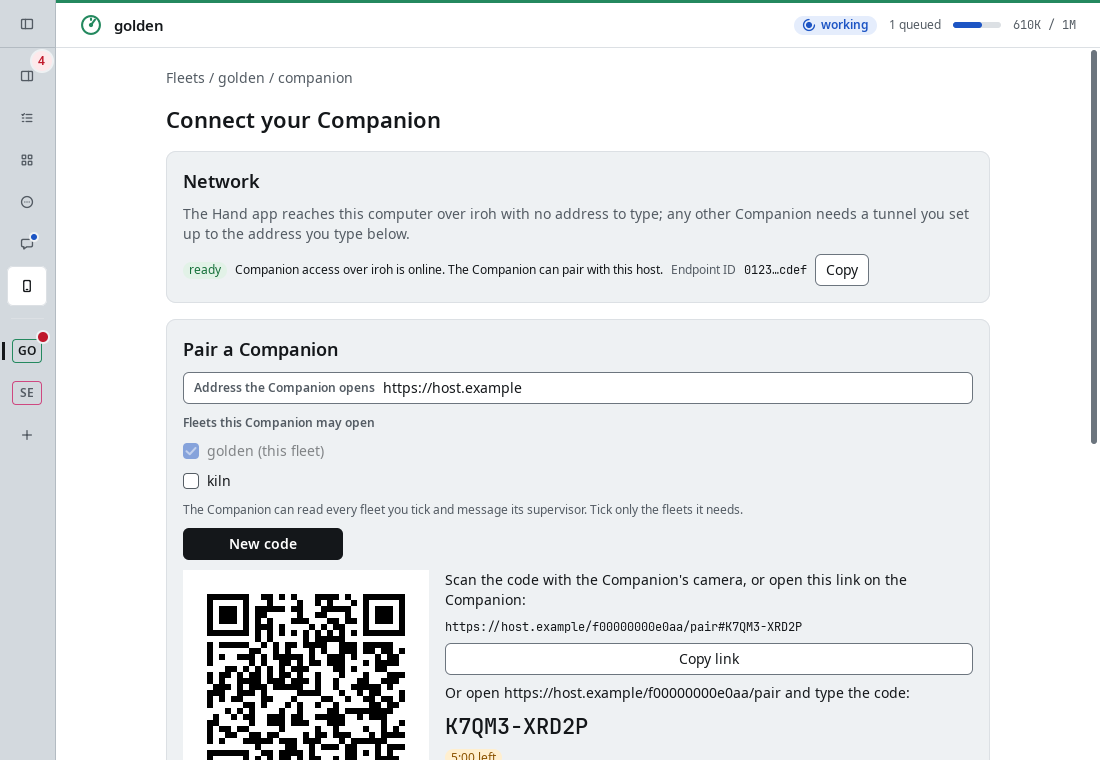 golden
working
1 queued
610K / 1M
4
GO
SE
Fleets / golden / companion
Connect your Companion
Network
The Hand app reaches this computer over iroh with no address to type; any other Companion needs a tunnel you set
up to the address you type below.
ready Companion access over iroh is online. The Companion can pair with this host. Endpoint ID 0123…cdef Copy
Pair a Companion
Address the Companion opens https://host.example
Fleets this Companion may open
golden (this fleet)
kiln
The Companion can read every fleet you tick and message its supervisor. Tick only the fleets it needs.
New code
Scan the code with the Companion's camera, or open this link on the
Companion:
https://host.example/f00000000e0aa/pair#K7QM3-XRD2P
Copy link
Or open https://host.example/f00000000e0aa/pair and type the code:
K7QM3-XRD2P
5:00 left